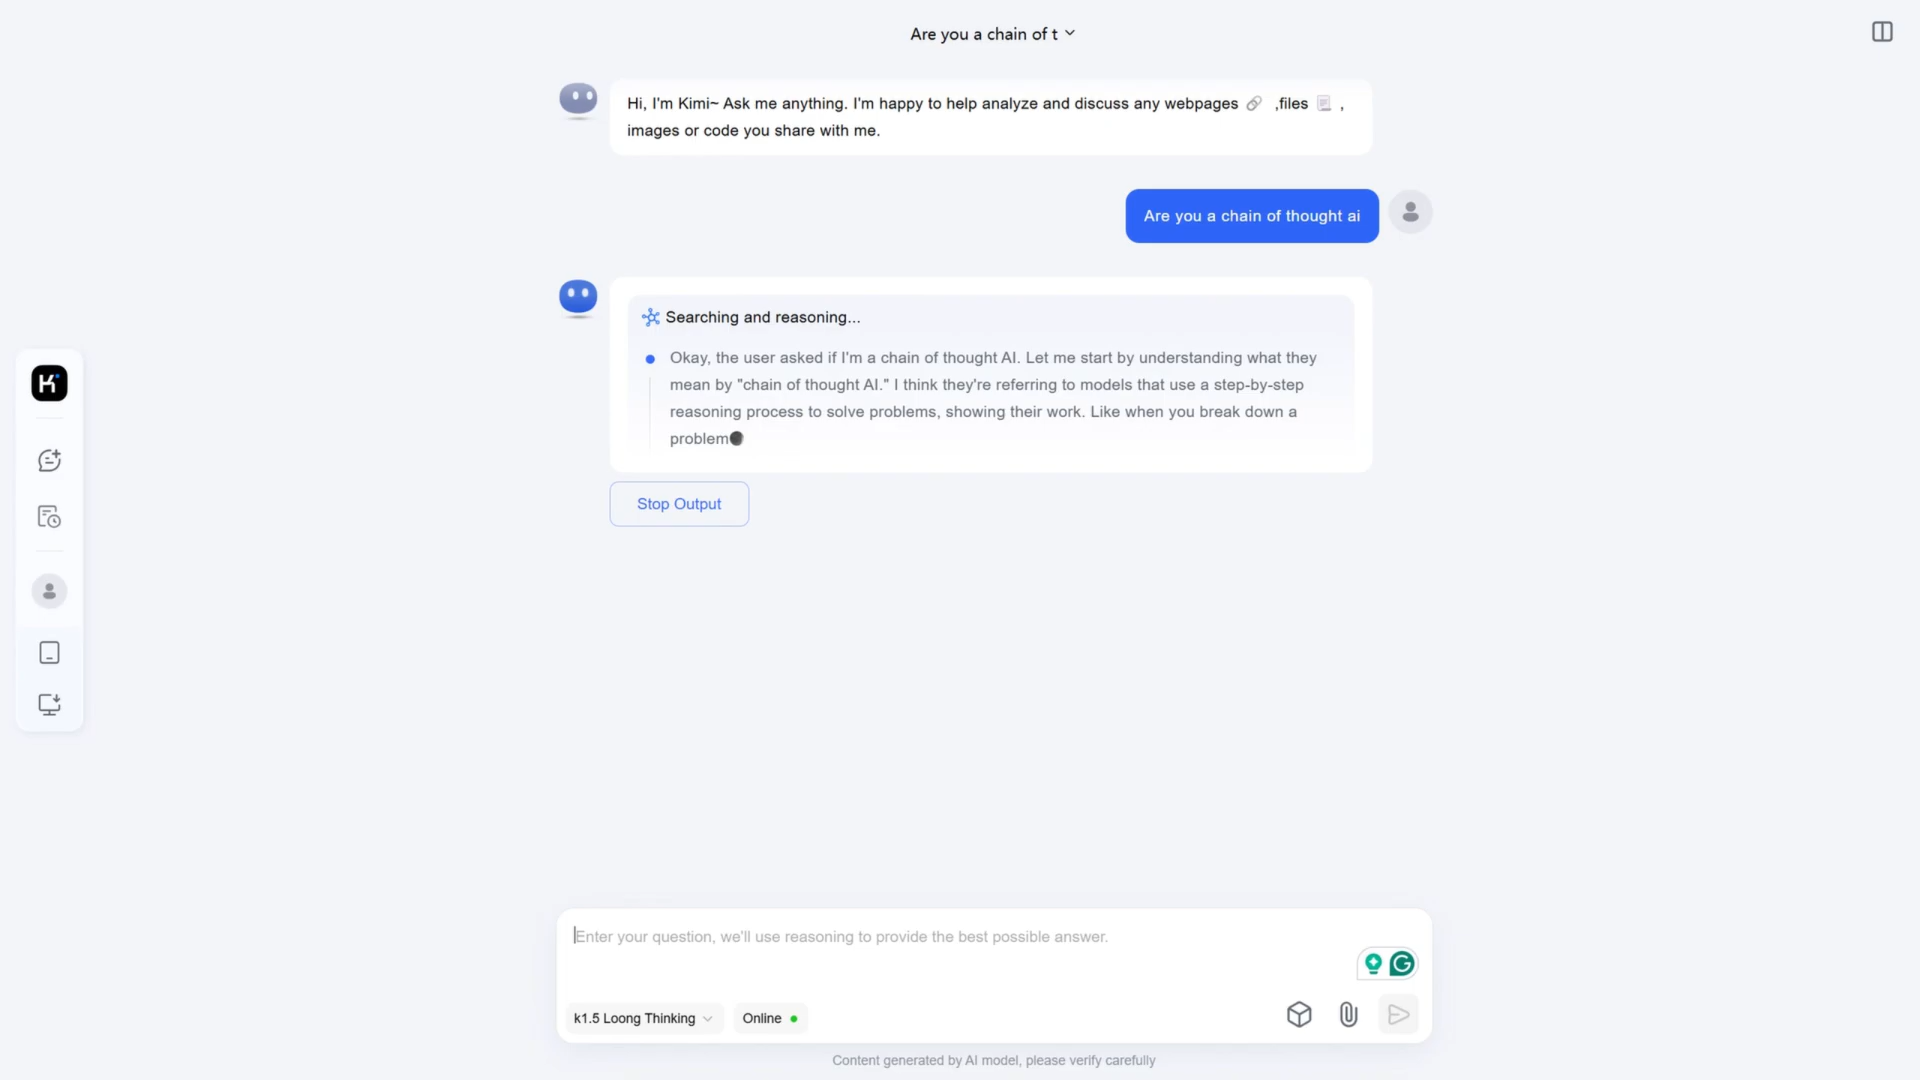 Are you a chain of t
Hi, I'm Kimi~ Ask me anything. I'm happy to help analyze and discuss any webpages 🔗 ,files 📃 ,
images or code you share with me.
Are you a chain of thought ai
Searching and reasoning...
Okay, the user asked if I'm a chain of thought AI. Let me start by understanding what they
mean by "chain of thought AI." I think they're referring to models that use a step-by-step
reasoning process to solve problems, showing their work. Like when you break down a
problem
K
Stop Output
Enter your question, we'll use reasoning to provide the best possible answer.
k1.5 Loong Thinking
Online
Content generated by AI model, please verify carefully